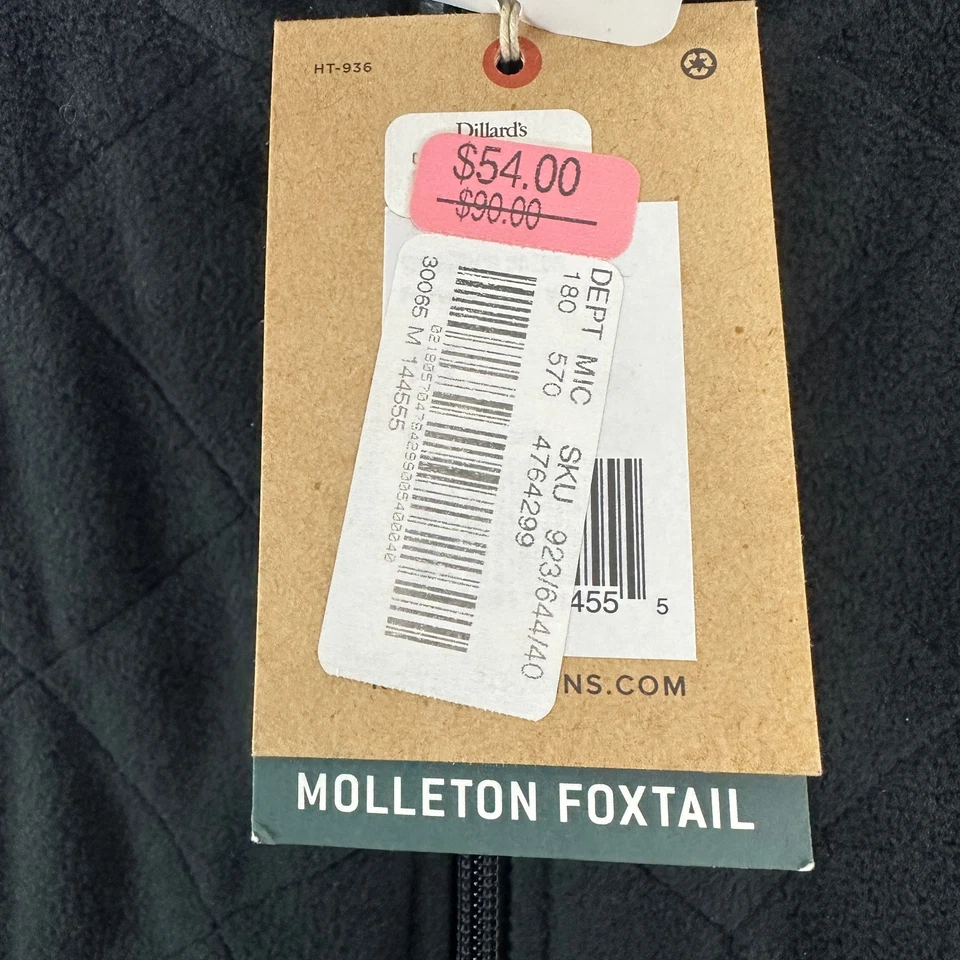 HT-936
Dillard's
$54.00
$90.00
DEPT MIC SKU 923/644/40
180 570 4764299
30065 M 144555
455 5
NS.COM
MOLLETON FOXTAIL